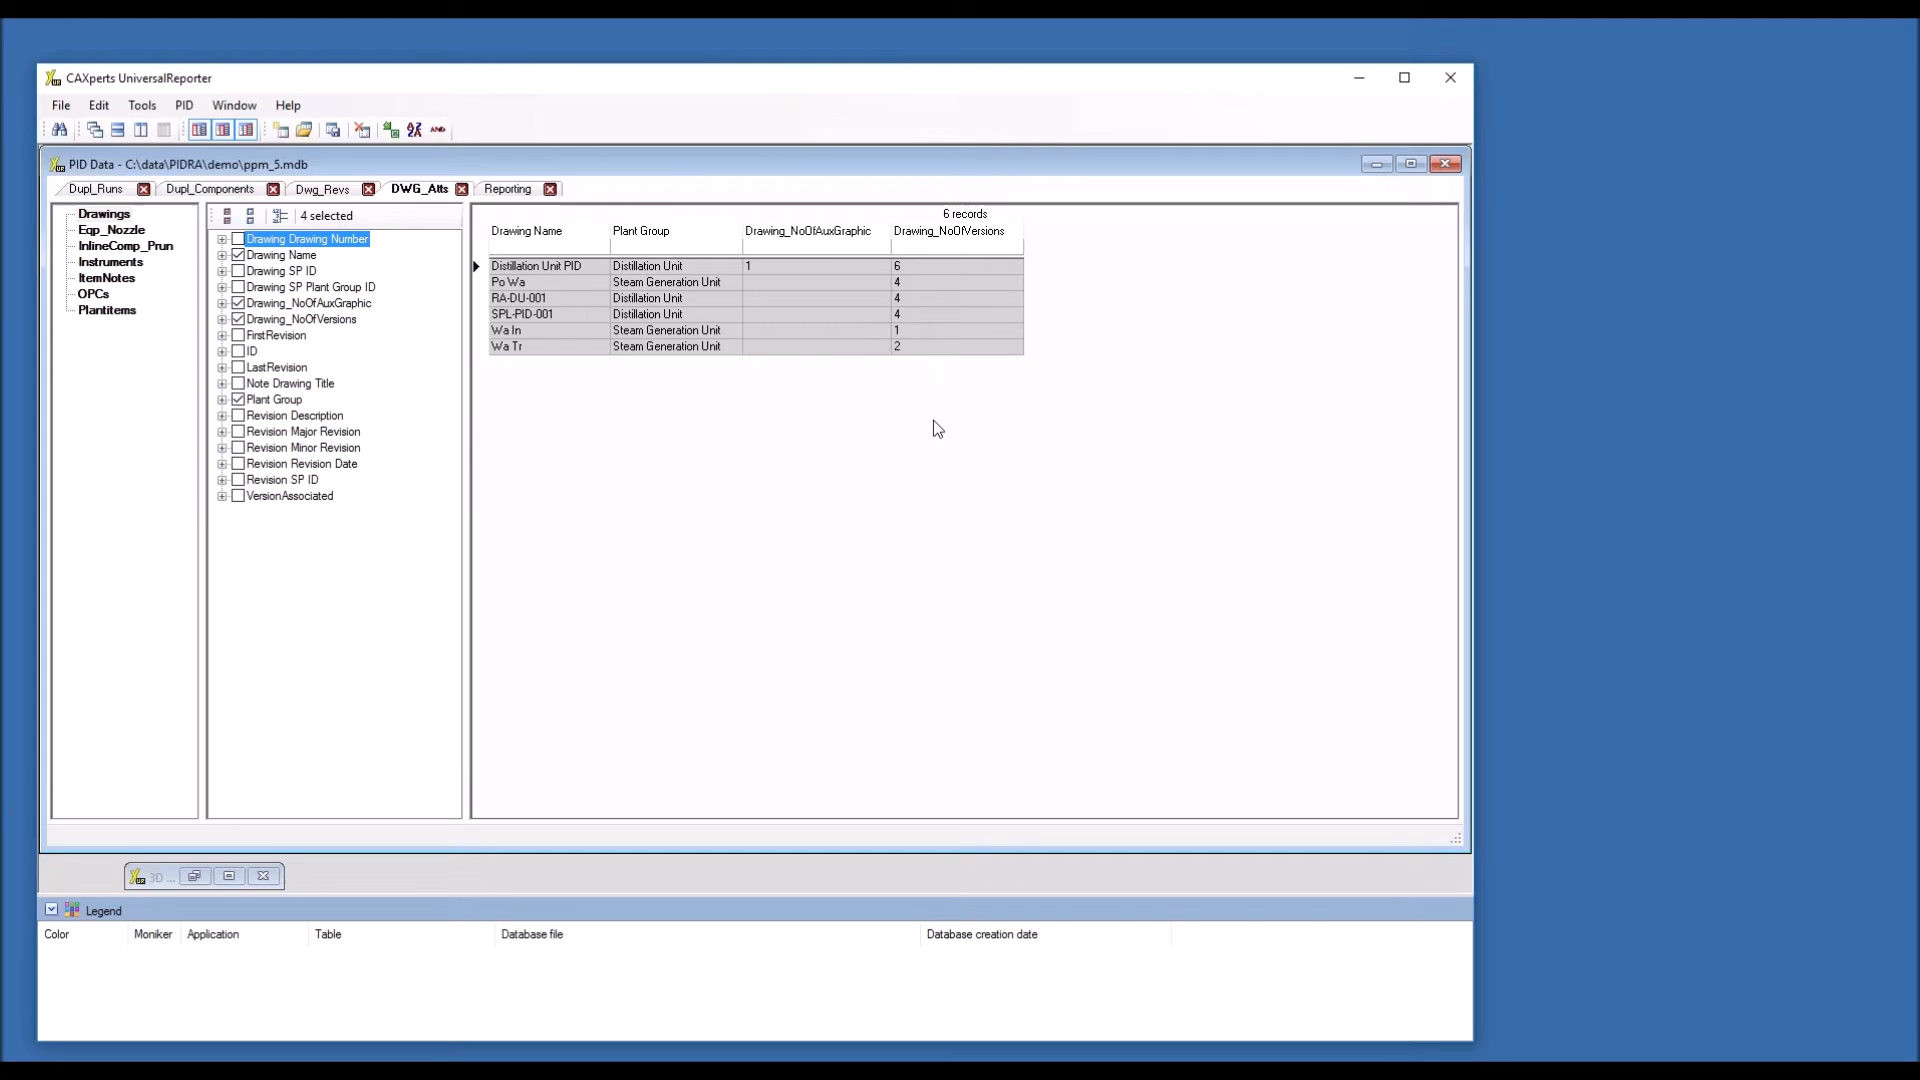 CAXperts UniversalReporter
File Edit Tools PID Window Help
PID Data - C:\data\PIDRA\demo\ppm_5.mdb
Dupl_Runs Dupl_Components Dwg_Revs DWG_Atts Reporting
Drawings
Eqp_Nozzle
InlineComp_Prun
Instruments
ItemNotes
OPCs
Plantitems
4 selected
Drawing Drawing Number
Drawing Name
Drawing SP ID
Drawing SP Plant Group ID
Drawing_NoOfAuxGraphic
Drawing_NoOfVersions
FirstRevision
ID
LastRevision
Note Drawing Title
Plant Group
Revision Description
Revision Major Revision
Revision Minor Revision
Revision Revision Date
Revision SP ID
VersionAssociated
6 records
Drawing Name Plant Group Drawing_NoOfAuxGraphic Drawing_NoOfVersions
Distillation Unit PID Distillation Unit 1 6
Po Wa Steam Generation Unit 4
RA-DU-001 Distillation Unit 4
SPL-PID-001 Distillation Unit 4
Wa In Steam Generation Unit 1
Wa Tr Steam Generation Unit 2
3D ...
Legend
Color Moniker Application Table Database file Database creation date